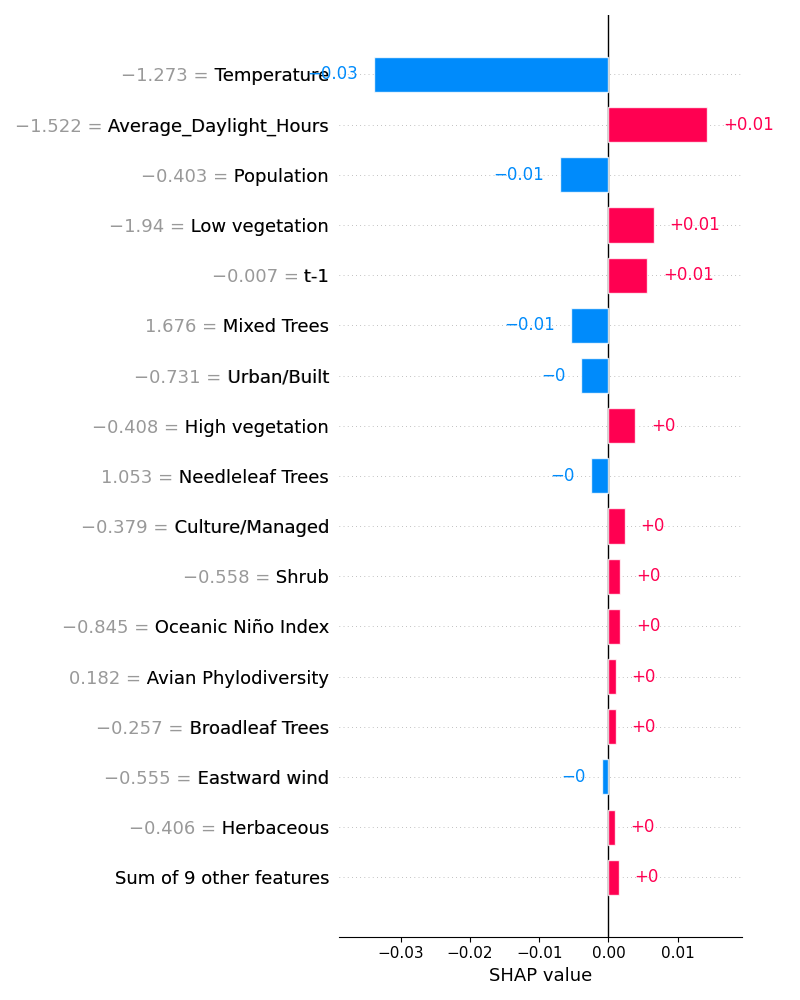 −1.273 = Temperature −0.03
−1.522 = Average_Daylight_Hours +0.01
−0.403 = Population −0.01
−1.94 = Low vegetation +0.01
−0.007 = t-1 +0.01
1.676 = Mixed Trees −0.01
−0.731 = Urban/Built −0
−0.408 = High vegetation +0
1.053 = Needleleaf Trees −0
−0.379 = Culture/Managed +0
−0.558 = Shrub +0
−0.845 = Oceanic Niño Index +0
0.182 = Avian Phylodiversity +0
−0.257 = Broadleaf Trees +0
−0.555 = Eastward wind −0
−0.406 = Herbaceous +0
Sum of 9 other features +0
−0.03 −0.02 −0.01 0.00 0.01
SHAP value